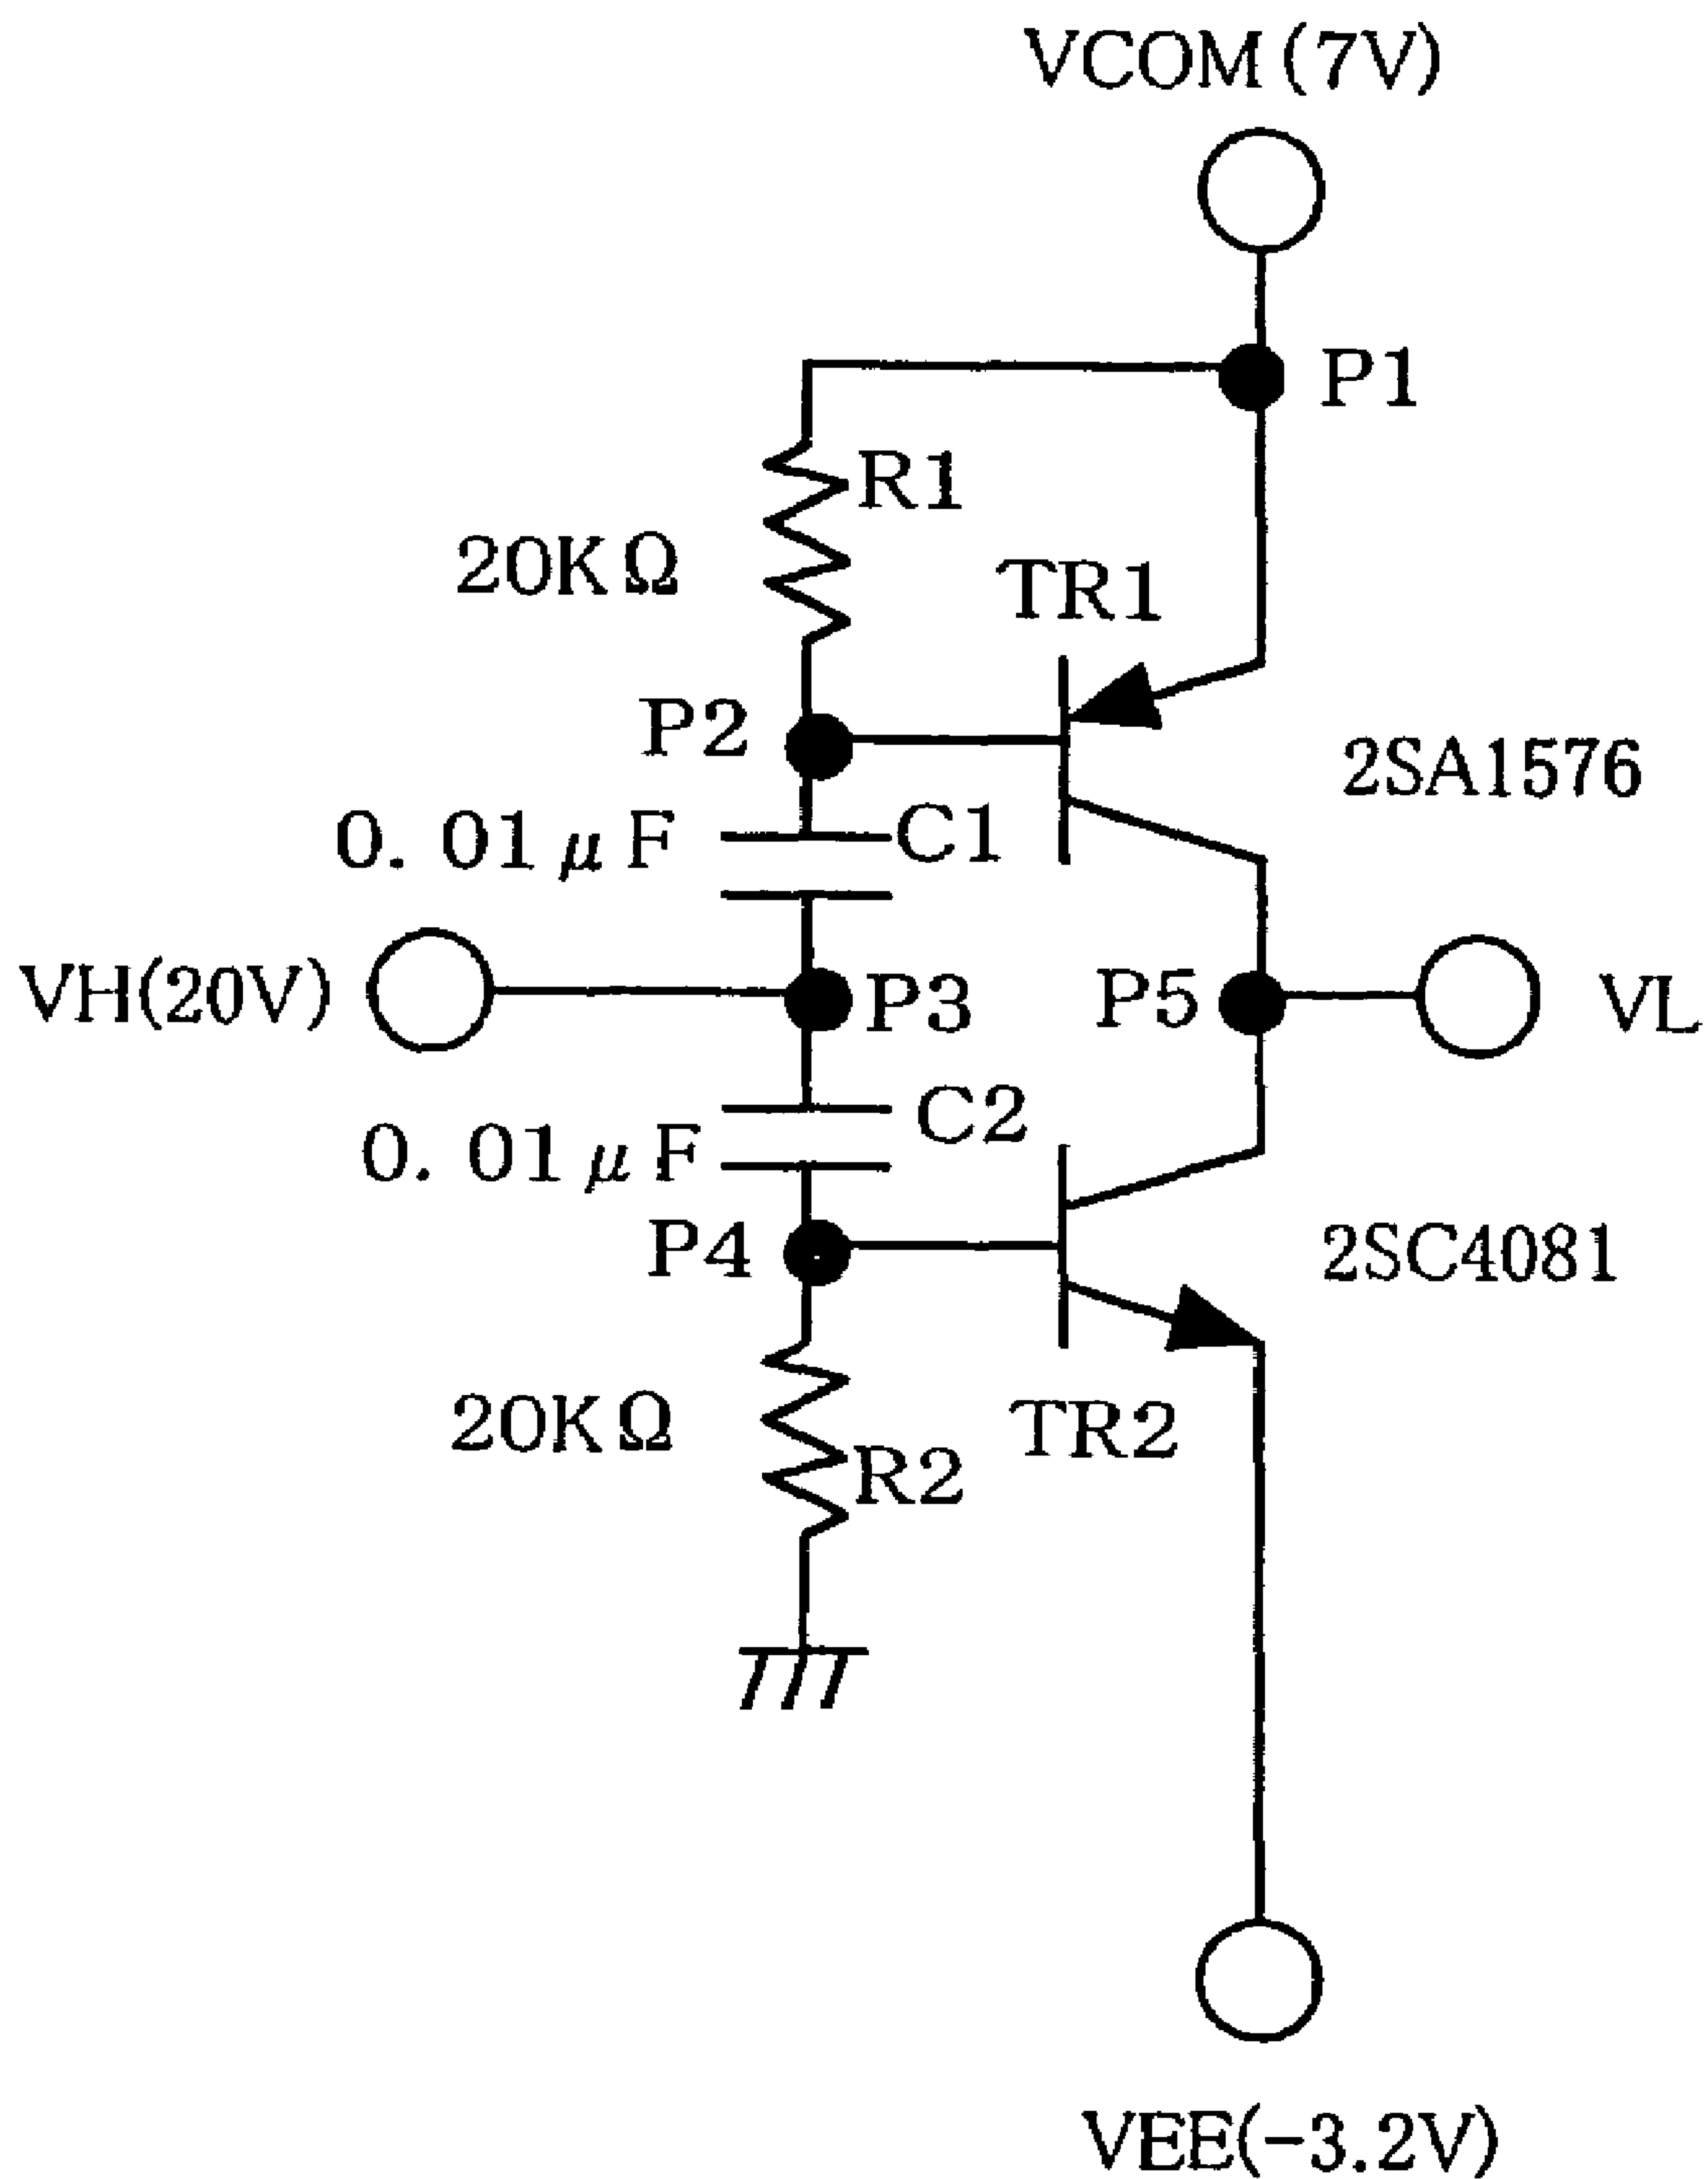 VCOM(7V)
P1
R1
20KΩ
TR1
P2
2SA1576
0.01μF
C1
VH(20V)
P3
P5
VL
C2
0.01μF
P4
2SC4081
20KΩ
TR2
R2
VEE(-3.2V)